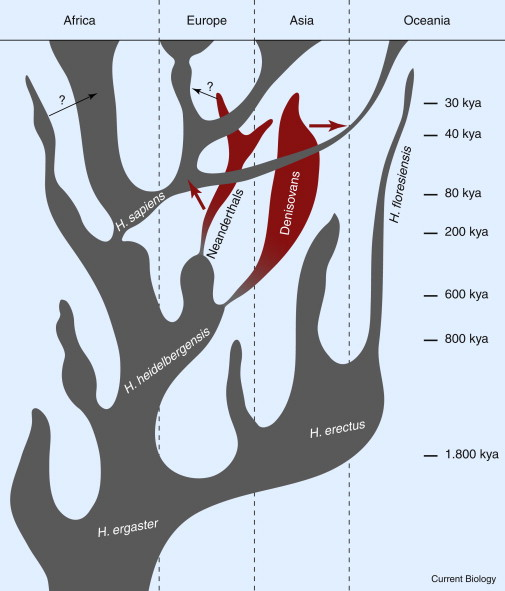 Africa
Europe
Asia
Oceania
?
?
30 kya
40 kya
80 kya
200 kya
600 kya
800 kya
1.800 kya
H. sapiens
Neanderthals
Denisovans
H. floresiensis
H. heidelbergensis
H. erectus
H. ergaster
Current Biology